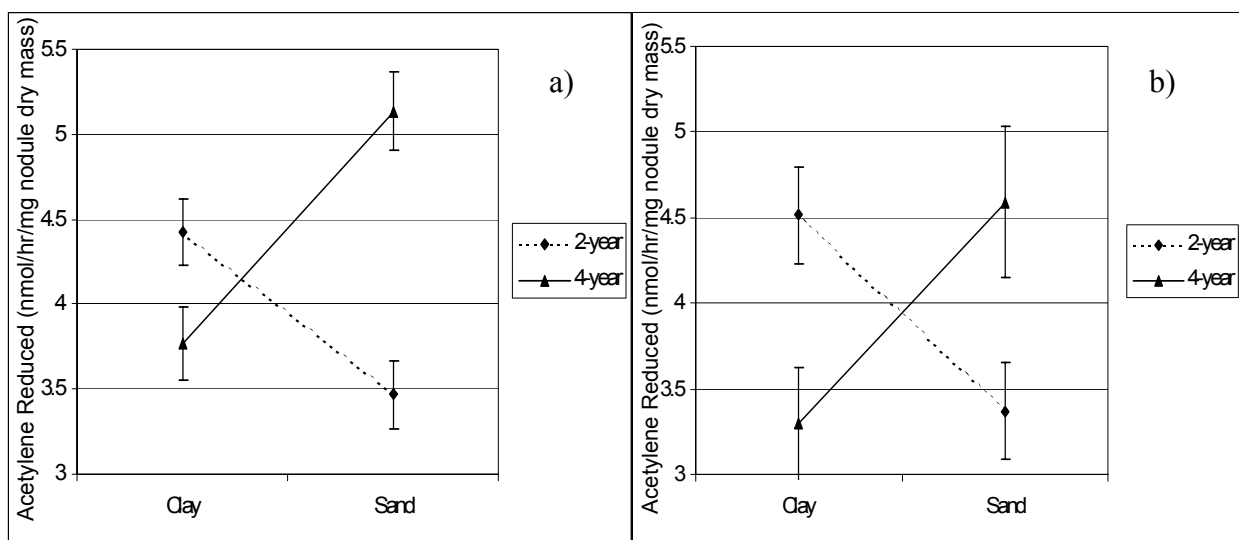 Acetylene Reduced (nmol/hr/mg nodule dry mass)
5.5
5
4.5
4
3.5
3
Clay
Sand
a)
2-year
4-year
Acetylene Reduced (nmol/hr/mg nodule dry mass)
5.5
5
4.5
4
3.5
3
Clay
Sand
b)
2-year
4-year